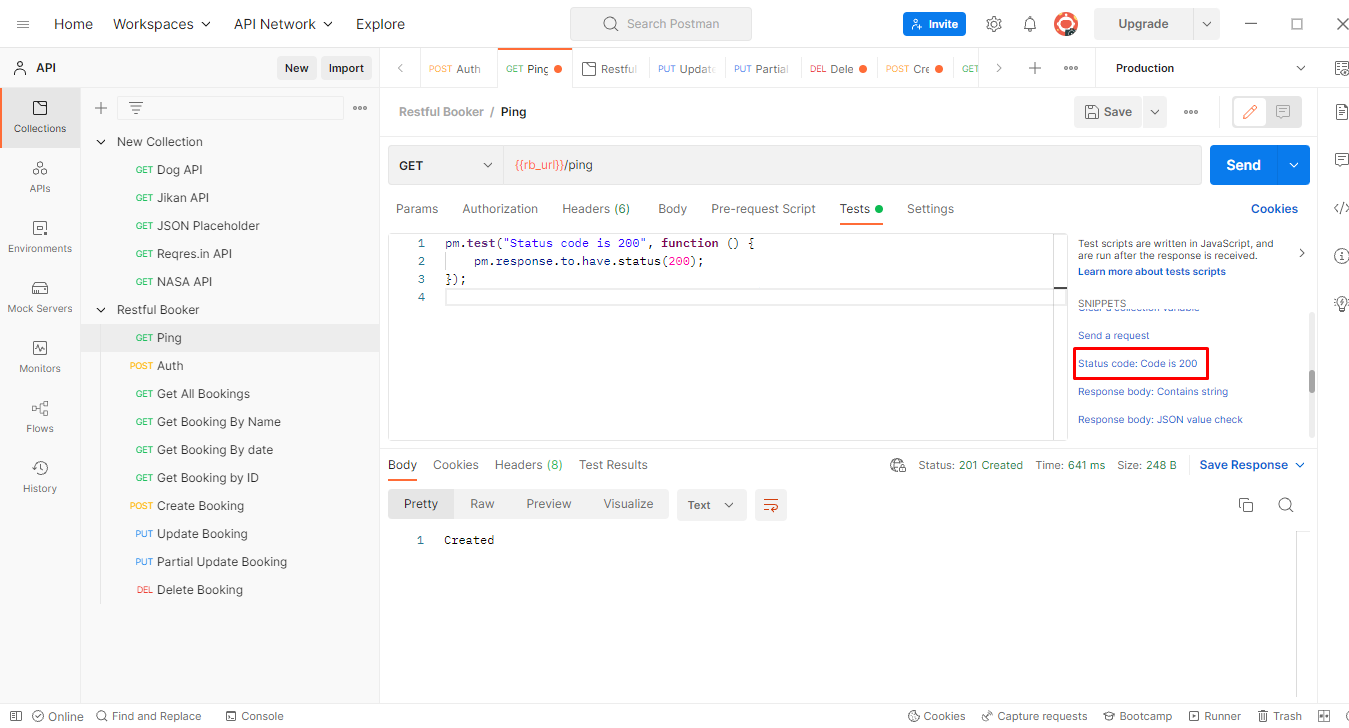 Home Workspaces API Network Explore Search Postman Invite Upgrade
API New Import
POST Auth GET Ping Restful PUT Update PUT Partial DEL Dele POST Cre GET Production
Collections
APIs
Environments
Mock Servers
Monitors
Flows
History
New Collection
GET Dog API
GET Jikan API
GET JSON Placeholder
GET Reqres.in API
GET NASA API
Restful Booker
GET Ping
POST Auth
GET Get All Bookings
GET Get Booking By Name
GET Get Booking By date
GET Get Booking by ID
POST Create Booking
PUT Update Booking
PUT Partial Update Booking
DEL Delete Booking
Restful Booker / Ping Save
GET {{rb_url}}/ping Send
Params Authorization Headers (6) Body Pre-request Script Tests Settings Cookies
1 pm.test("Status code is 200", function () {
2 pm.response.to.have.status(200);
3 });
4
Test scripts are written in JavaScript, and
are run after the response is received.
Learn more about tests scripts
SNIPPETS
Clear a collection variable
Send a request
Status code: Code is 200
Response body: Contains string
Response body: JSON value check
Body Cookies Headers (8) Test Results Status: 201 Created Time: 641 ms Size: 248 B Save Response
Pretty Raw Preview Visualize Text
1 Created
Online Find and Replace Console Cookies Capture requests Bootcamp Runner Trash